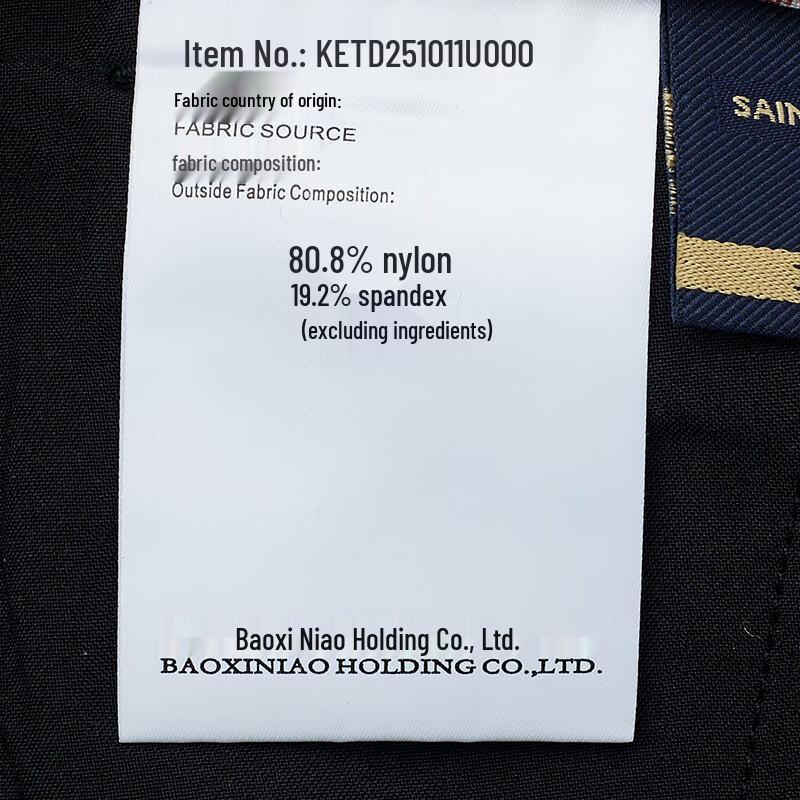 Item No.: KETD251011U000
Fabric country of origin:
FABRIC SOURCE
fabric composition:
Outside Fabric Composition:
80.8% nylon
19.2% spandex
(excluding ingredients)
Baoxi Niao Holding Co., Ltd.
BAOXINIAO HOLDING CO.,LTD.
SAIN